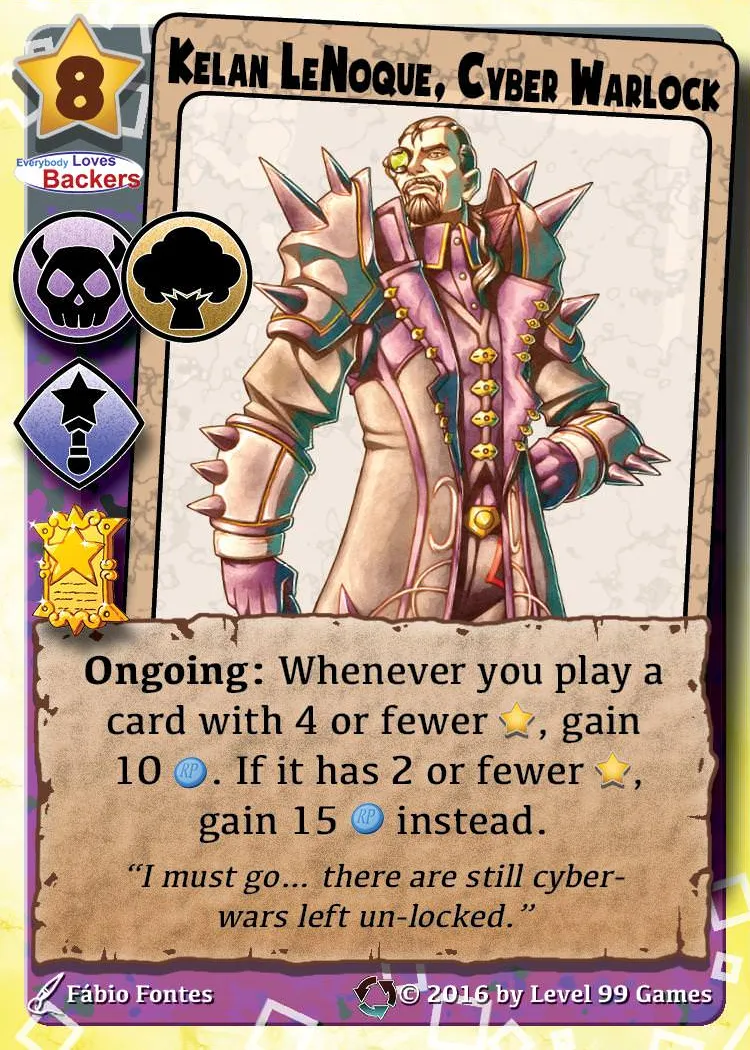 Kelan LeNoque, Cyber Warlock
8
Everybody Loves
Backers
Ongoing: Whenever you play a
card with 4 or fewer , gain
10 RP. If it has 2 or fewer ,
gain 15 RP instead.
“I must go... there are still cyber-
wars left un-locked.”
Fábio Fontes © 2016 by Level 99 Games